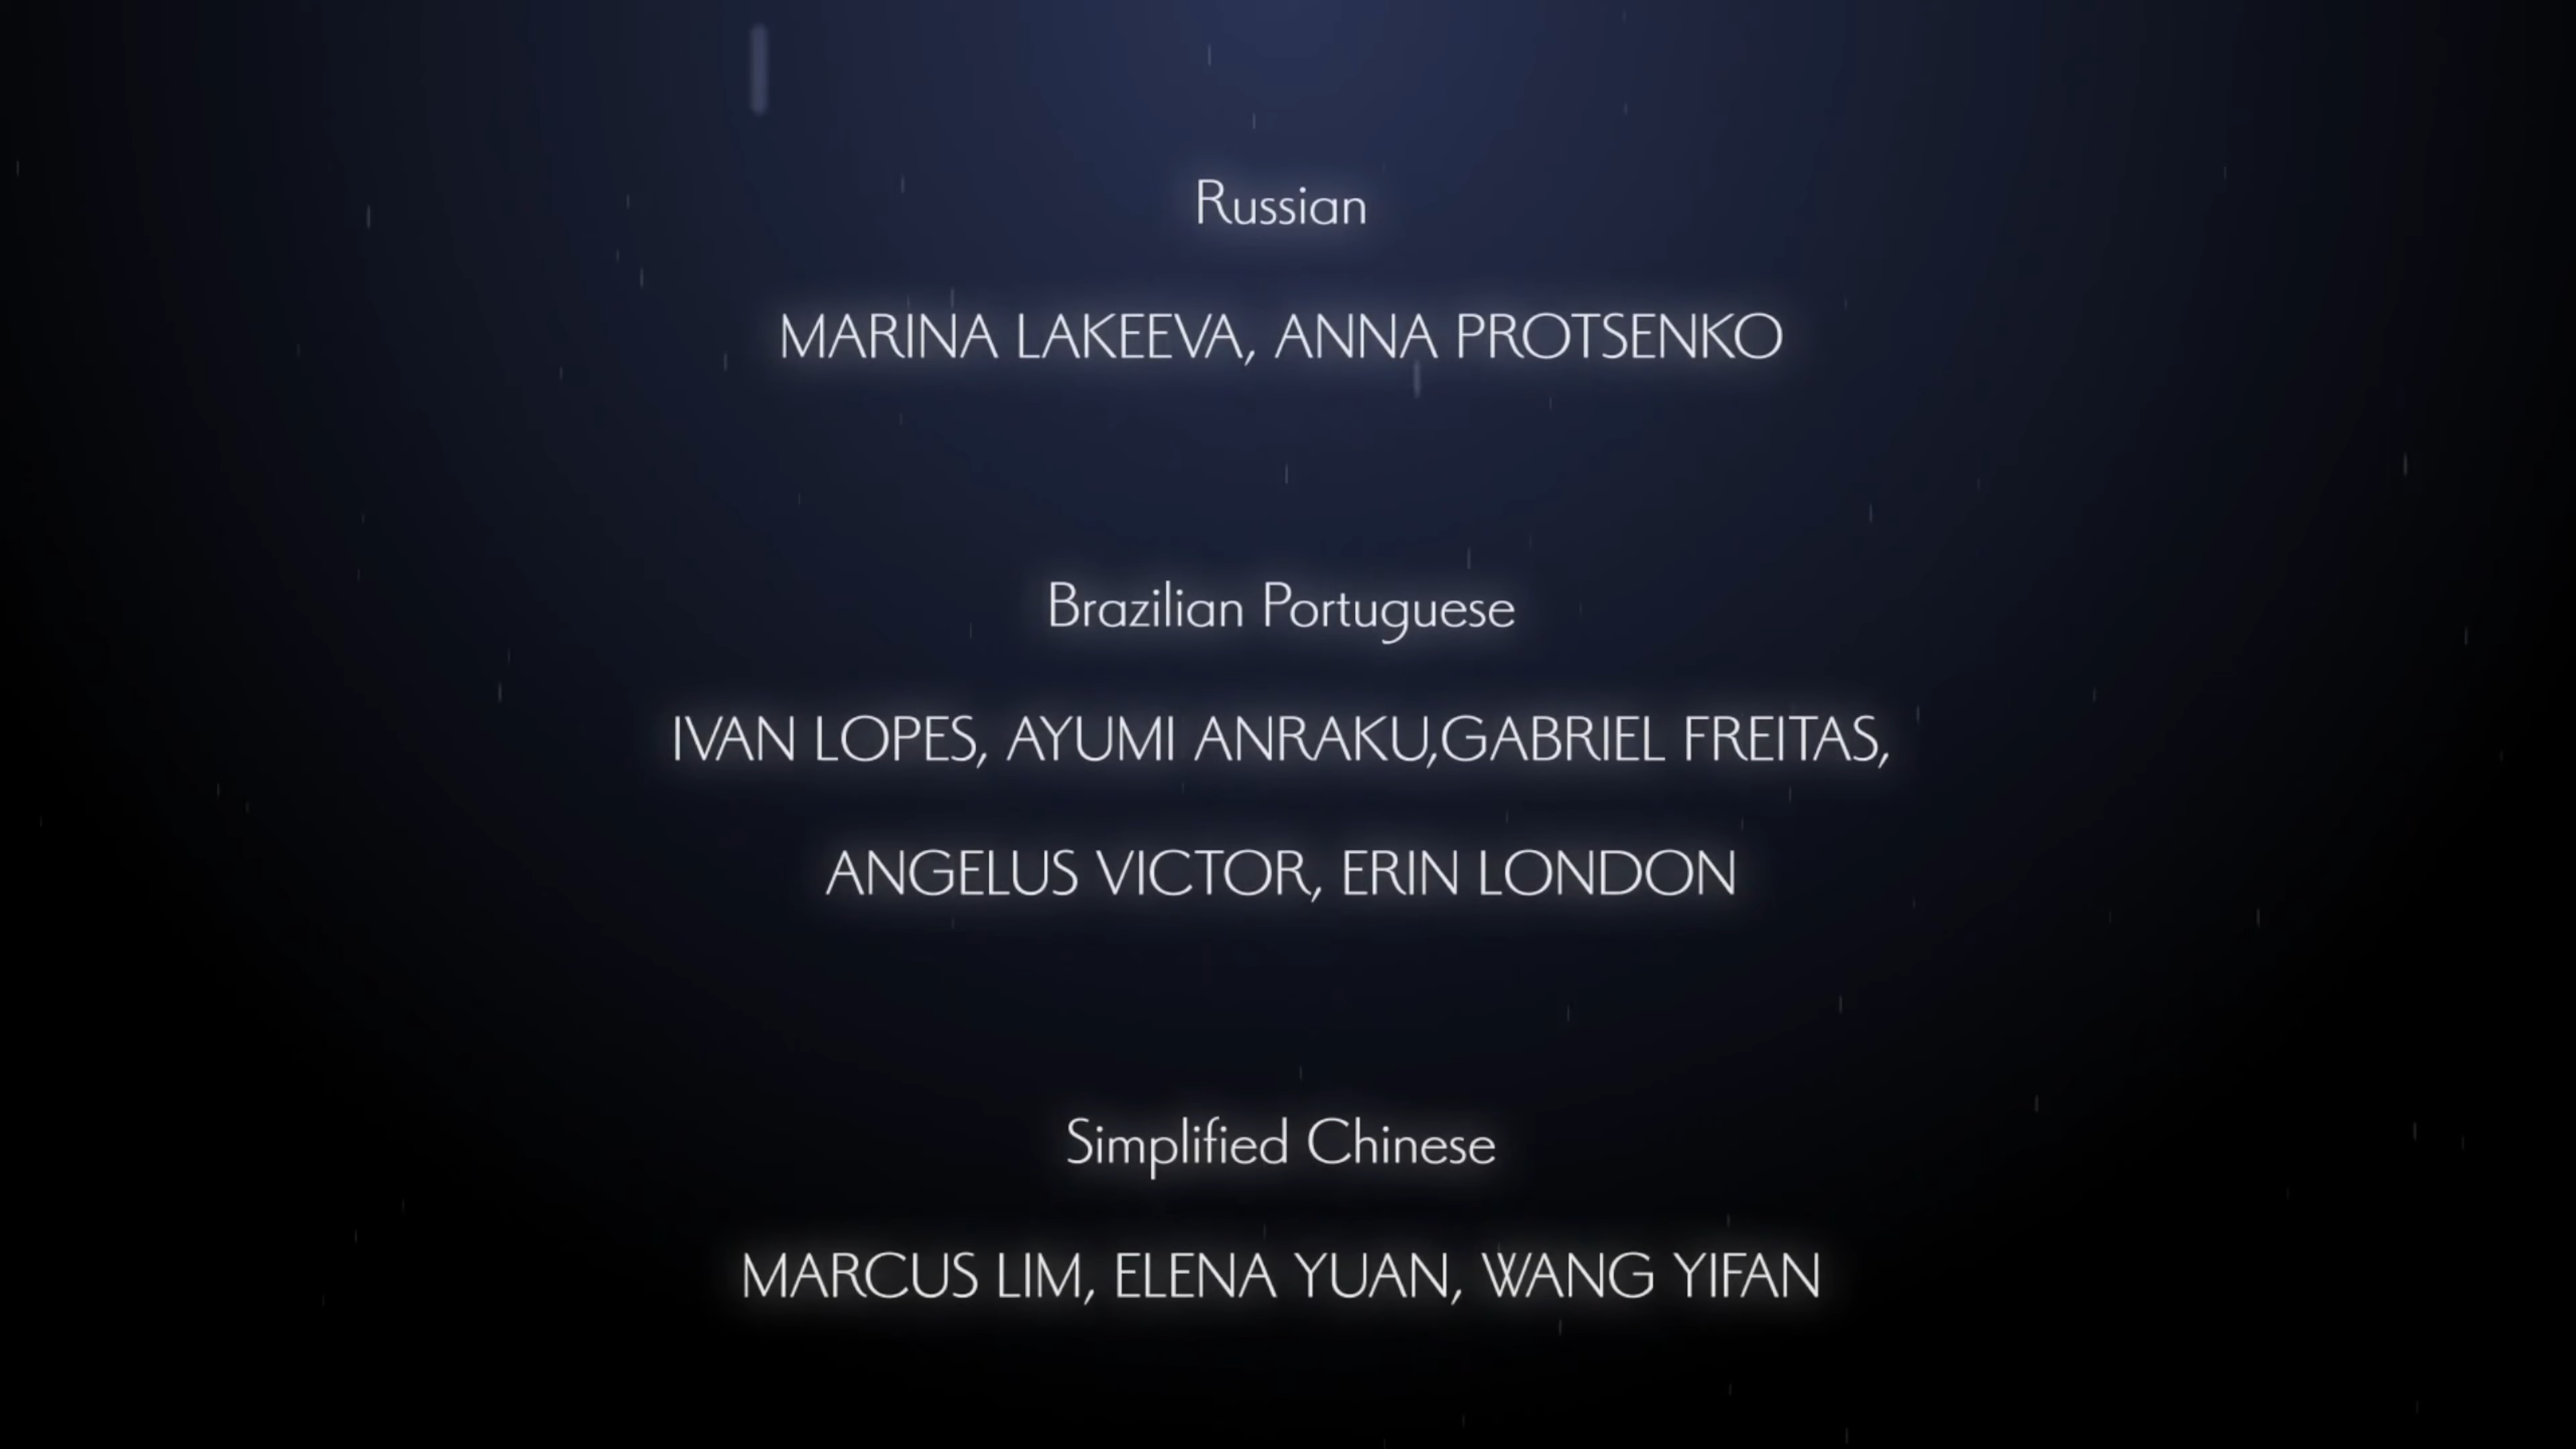 Russian
MARINA LAKEEVA, ANNA PROTSENKO
Brazilian Portuguese
IVAN LOPES, AYUMI ANRAKU,GABRIEL FREITAS,
ANGELUS VICTOR, ERIN LONDON
Simplified Chinese
MARCUS LIM, ELENA YUAN, WANG YIFAN